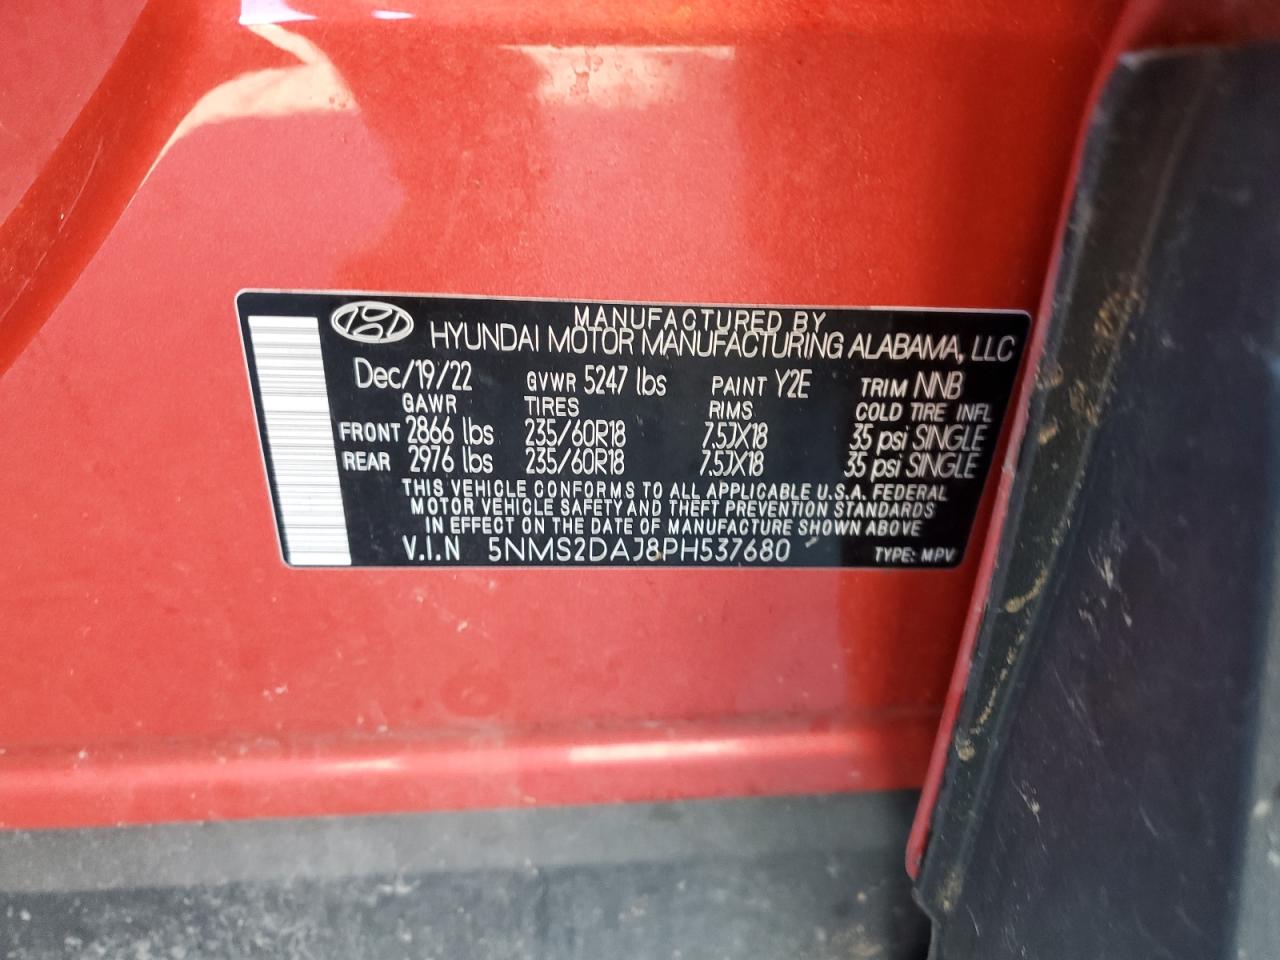 MANUFACTURED BY
HYUNDAI MOTOR MANUFACTURING ALABAMA, LLC
Dec/19/22 GVWR 5247 lbs PAINT Y2E TRIM NNB
GAWR TIRES RIMS COLD TIRE INFL
FRONT 2866 lbs 235/60R18 7.5JX18 35 psi SINGLE
REAR 2976 lbs 235/60R18 7.5JX18 35 psi SINGLE
THIS VEHICLE CONFORMS TO ALL APPLICABLE U.S.A. FEDERAL
MOTOR VEHICLE SAFETY AND THEFT PREVENTION STANDARDS
IN EFFECT ON THE DATE OF MANUFACTURE SHOWN ABOVE
V.I.N 5NMS2DAJ8PH537680 TYPE: MPV